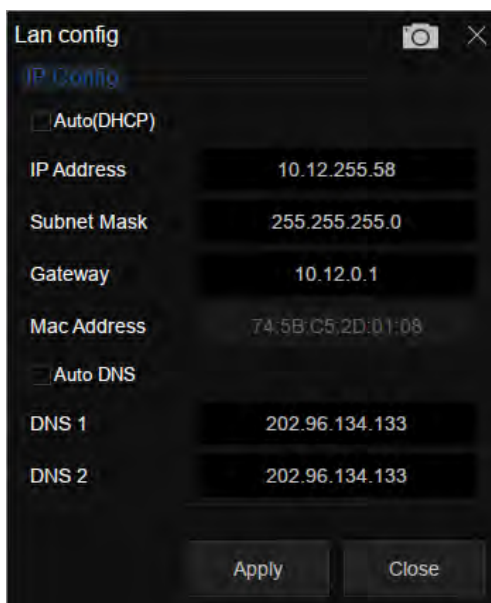 Lan config
IP Config
Auto(DHCP)
IP Address 10.12.255.58
Subnet Mask 255.255.255.0
Gateway 10.12.0.1
Mac Address 74:5B:C5:2D:01:08
Auto DNS
DNS 1 202.96.134.133
DNS 2 202.96.134.133
Apply Close